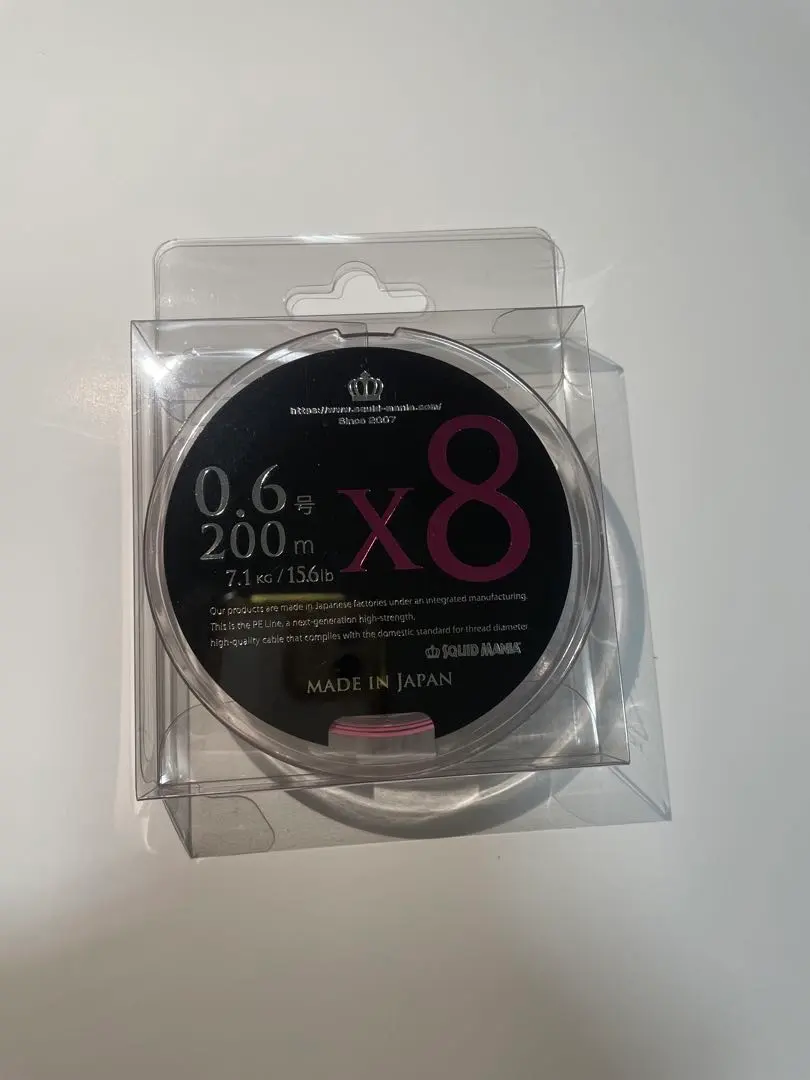 https://www.squid-mania.com/
Since 2007
0.6号
x8
200m
7.1 KG / 15.6lb
Our products are made in Japanese factories under an integrated manufacturing.
This is the PE Line, a next-generation high-strength,
high-quality cable that complies with the domestic standard for thread diameter.
SQUID MANIA
MADE IN JAPAN